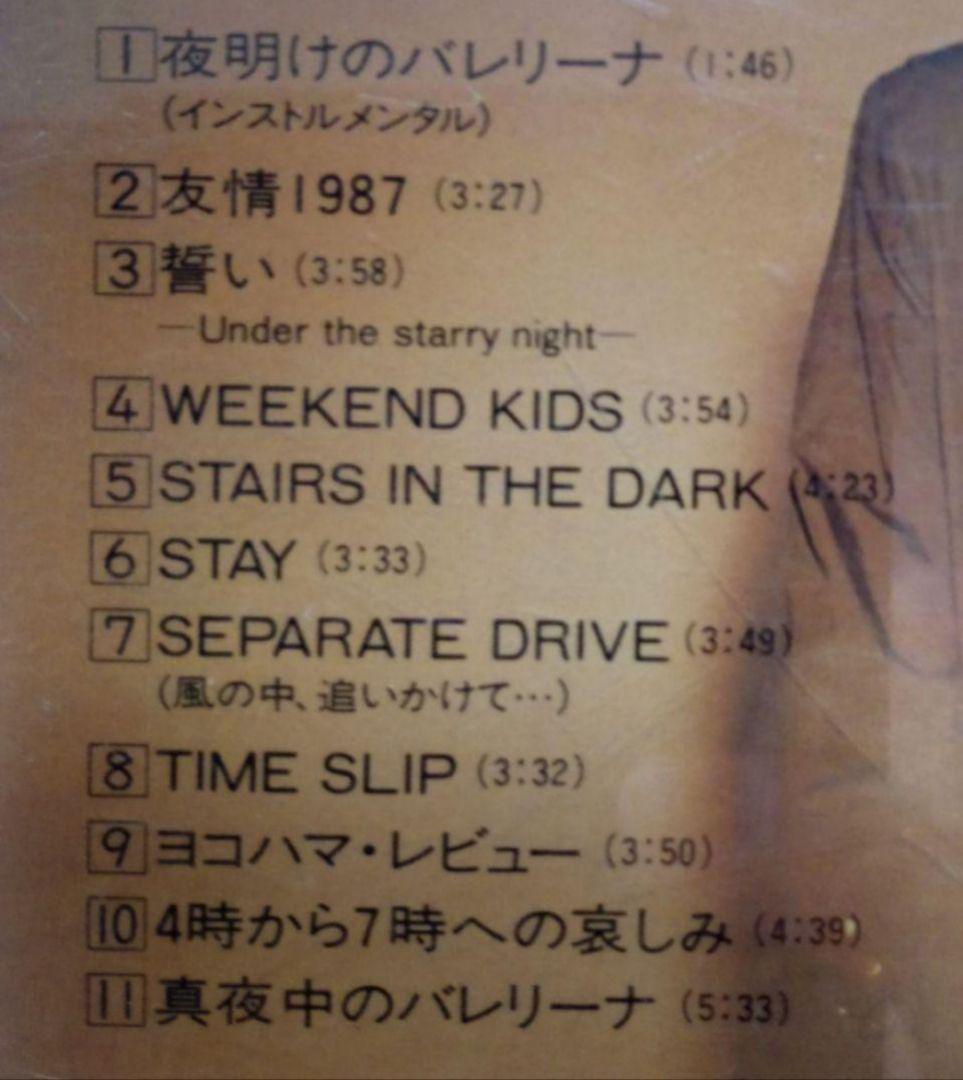 1 夜明けのバレリーナ (1:46)
(インストルメンタル)
2 友情1987 (3:27)
3 誓い (3:58)
—Under the starry night—
4 WEEKEND KIDS (3:54)
5 STAIRS IN THE DARK (4:23)
6 STAY (3:33)
7 SEPARATE DRIVE (3:49)
(風の中、追いかけて…)
8 TIME SLIP (3:32)
9 ヨコハマ・レビュー (3:50)
10 4時から7時への哀しみ (4:39)
11 真夜中のバレリーナ (5:33)